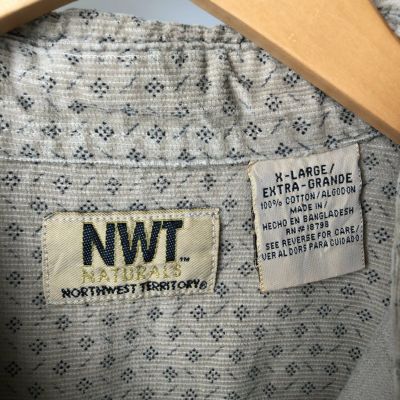 NWT™
NATURALS
NORTHWEST TERRITORY®
X-LARGE/
EXTRA-GRANDE
100% COTTON/ALGODON
MADE IN/
HECHO EN BANGLADESH
RN# 18798
SEE REVERSE FOR CARE/
VER AL DORS PARA CUIDADO